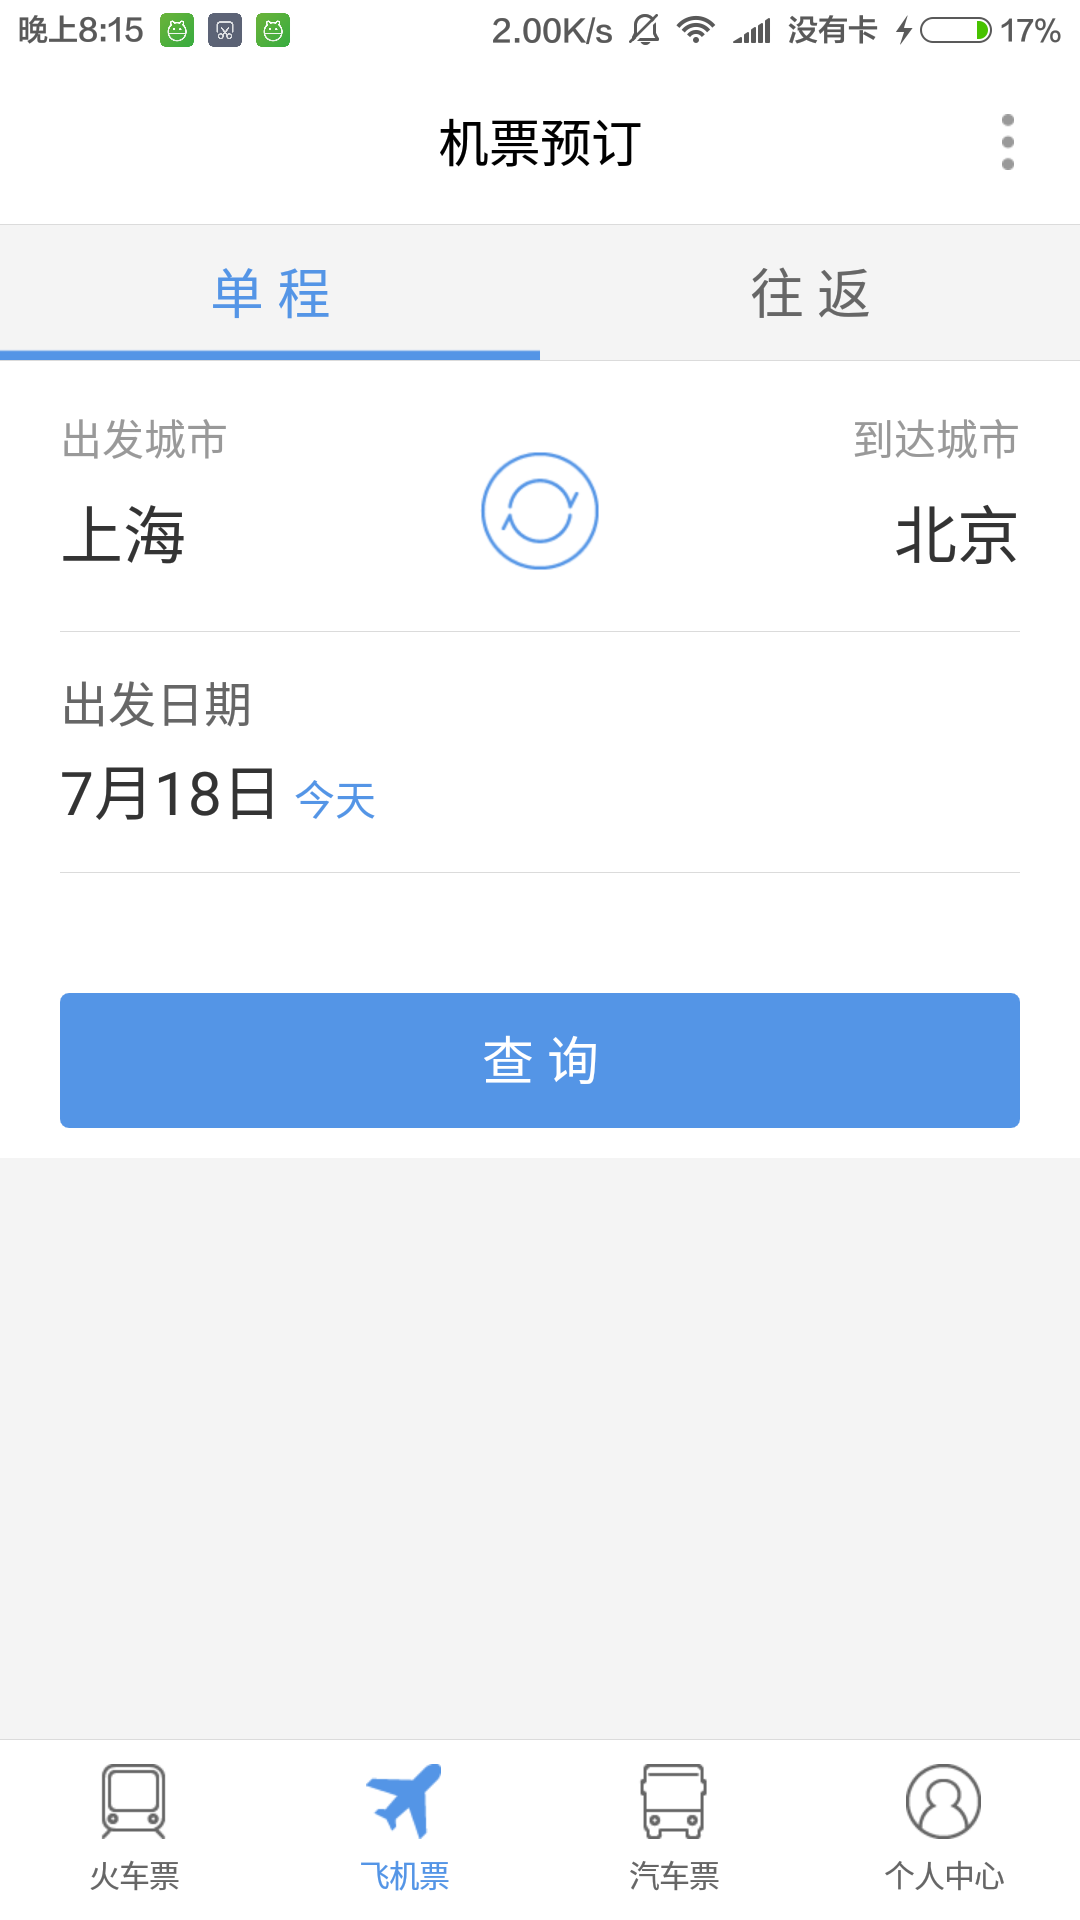 晚上8:15 2.00K/s 没有卡 17%
机票预订
单 程 往 返
出发城市 到达城市
上海 北京
出发日期
7月18日 今天
查 询
火车票 飞机票 汽车票 个人中心